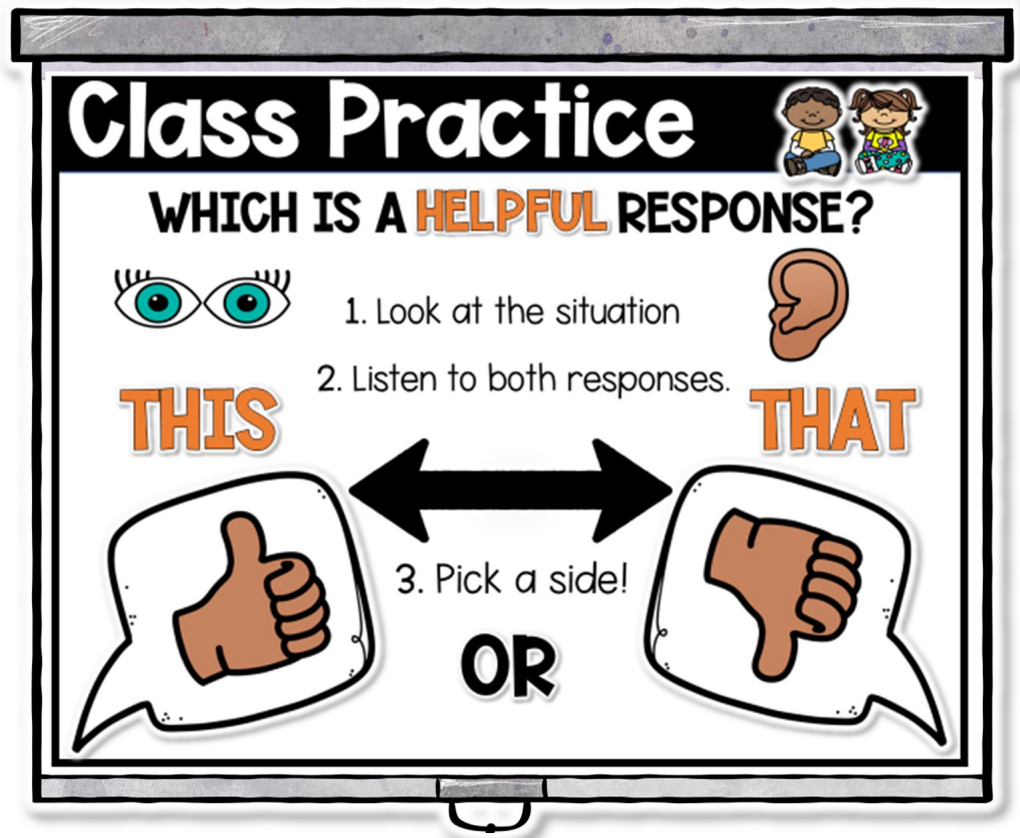 Class Practice
WHICH IS A HELPFUL RESPONSE?
1. Look at the situation
2. Listen to both responses.
THIS
THAT
3. Pick a side!
OR